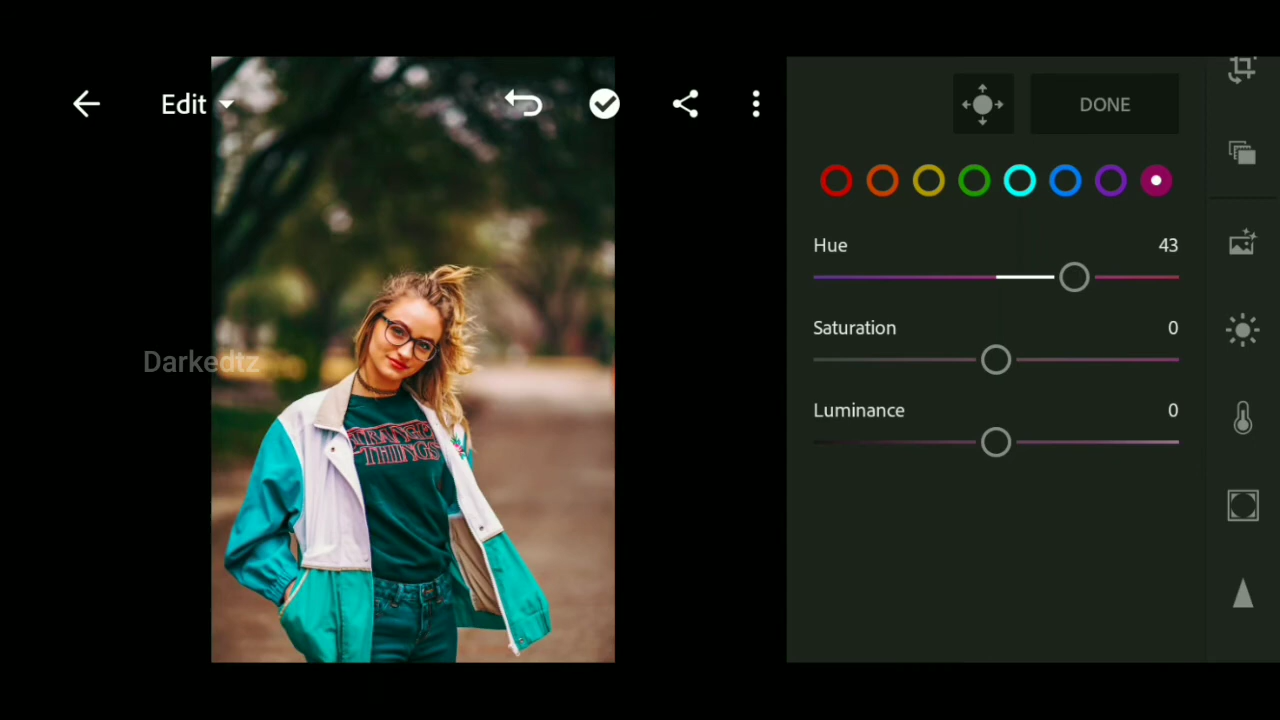 Edit
DONE
Hue 43
Saturation 0
Luminance 0
Darkedtz
STRANGER
THINGS